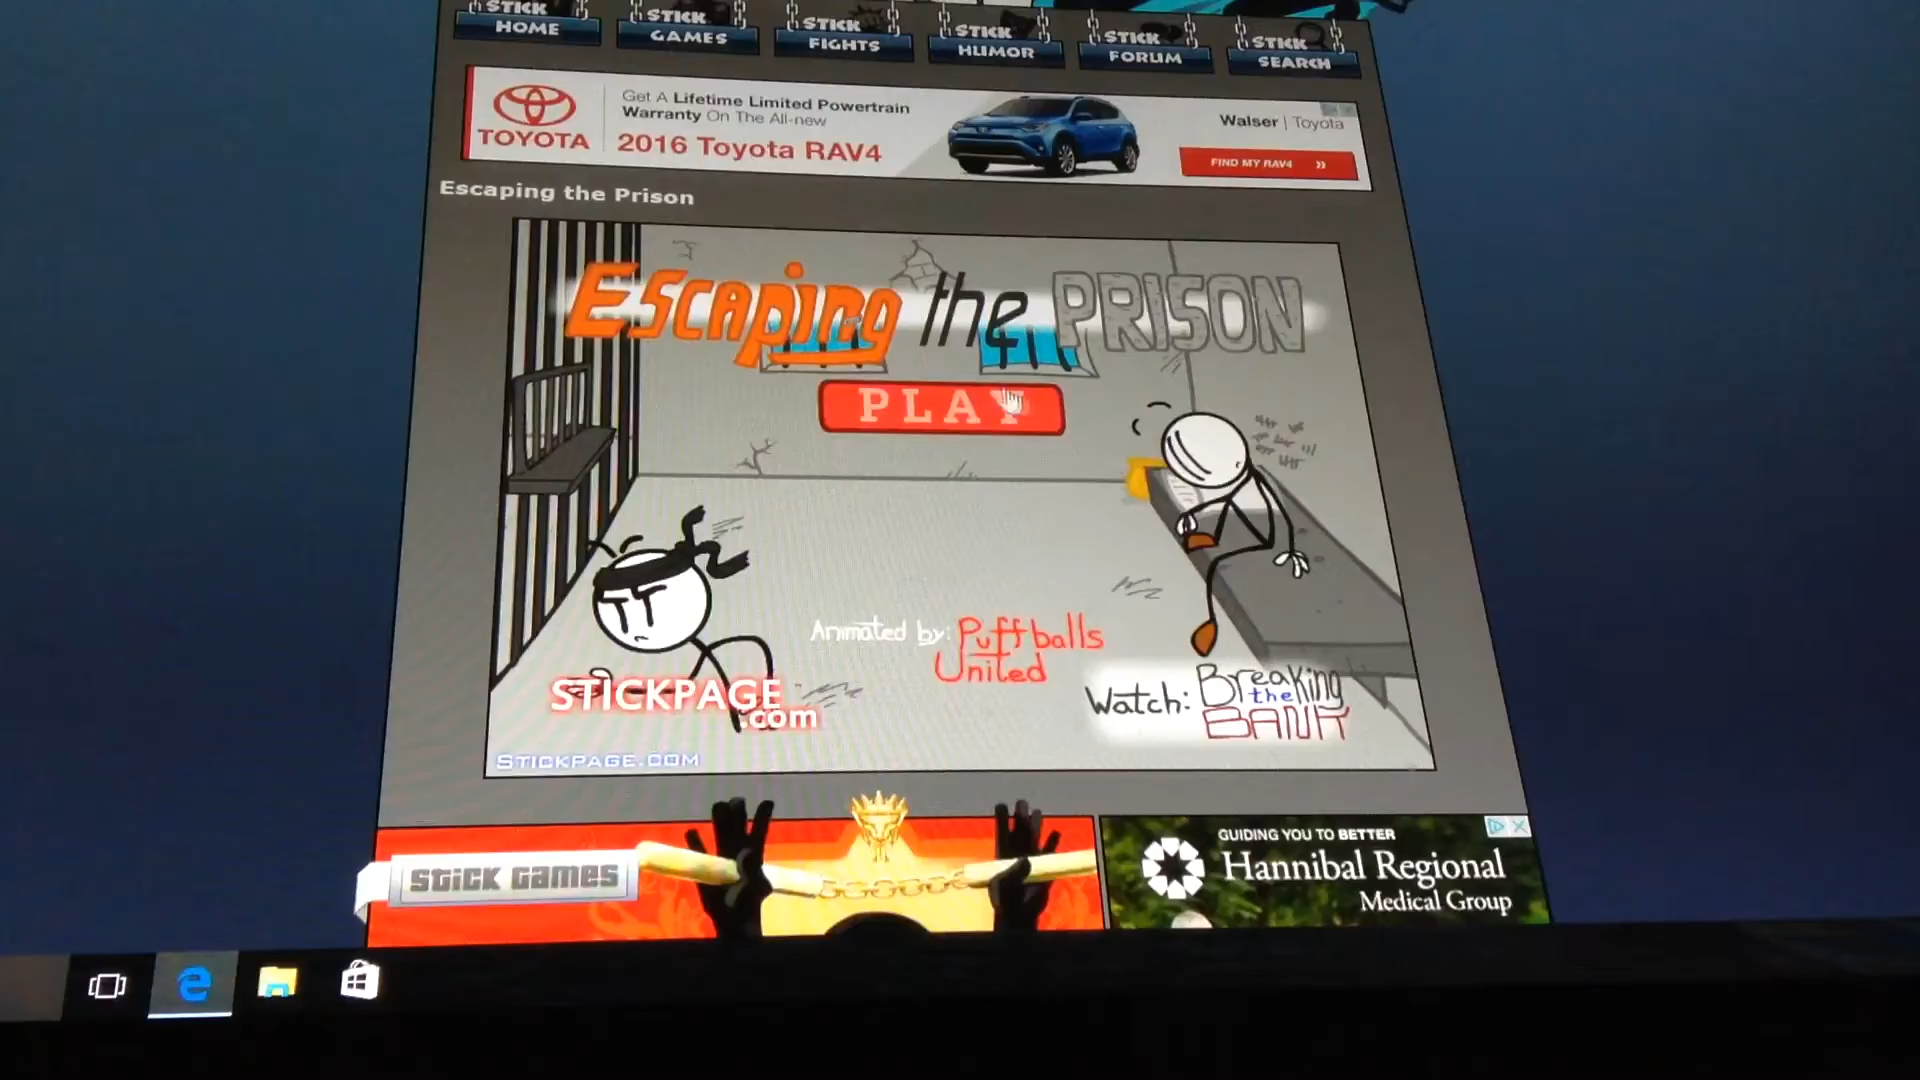 STICK
HOME
STICK
GAMES
STICK
FIGHTS
STICK
HUMOR
STICK
FORUM
STICK
SEARCH
TOYOTA
Get A Lifetime Limited Powertrain
Warranty On The All-new
2016 Toyota RAV4
Walser | Toyota
FIND MY RAV4 »
Escaping the Prison
Escaping the PRISON
PLAY
Animated by: Puffballs
United
STICKPAGE
.com
Watch: Breaking
the
BANK
STICKPAGE.COM
STICK GAMES
GUIDING YOU TO BETTER
Hannibal Regional
Medical Group